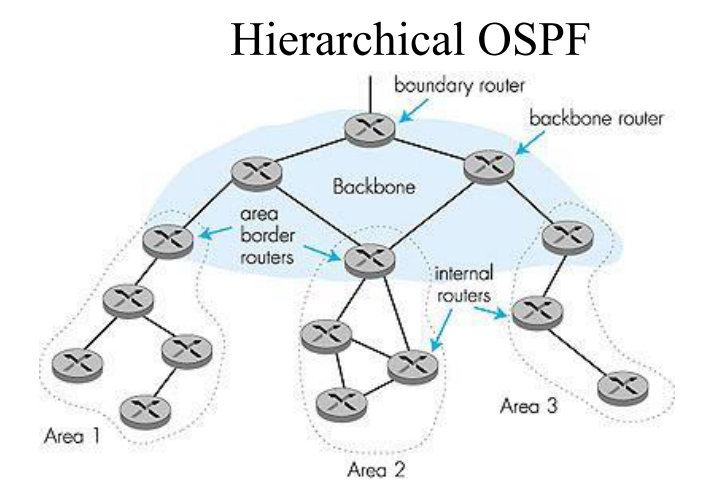 Hierarchical OSPF
boundary router
backbone router
Backbone
area
border
routers
internal
routers
Area 1
Area 2
Area 3